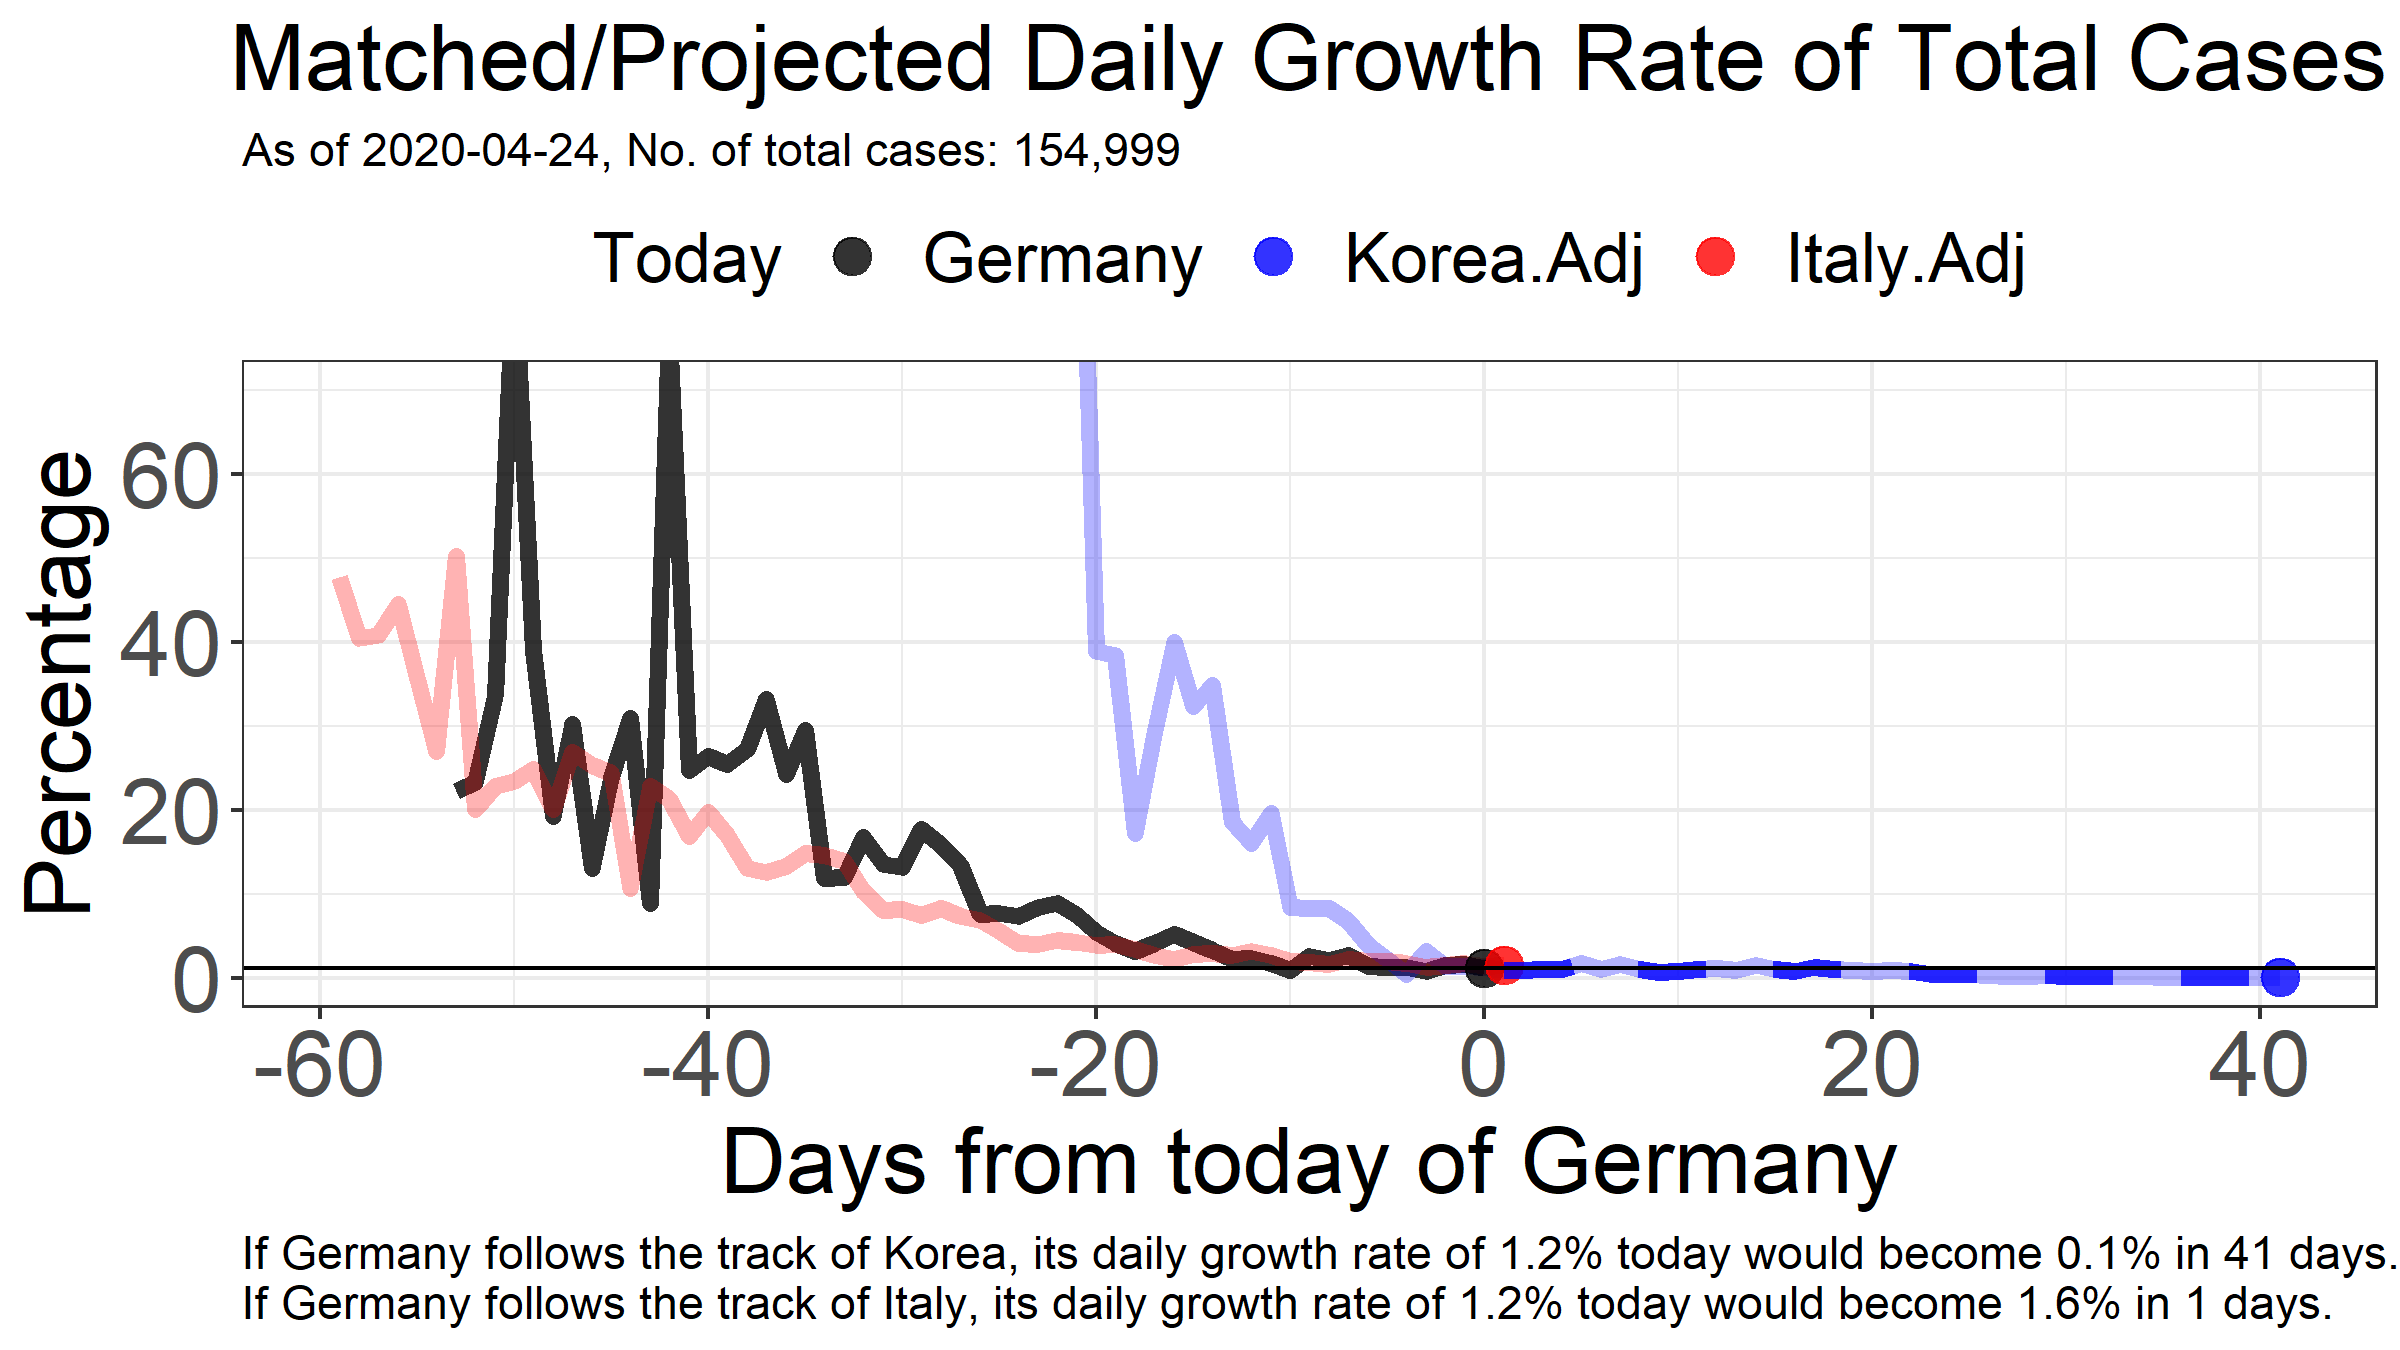 Matched/Projected Daily Growth Rate of Total Cases
As of 2020-04-24, No. of total cases: 154,999
Today Germany Korea.Adj Italy.Adj
Percentage
60
40
20
0
-60 -40 -20 0 20 40
Days from today of Germany
If Germany follows the track of Korea, its daily growth rate of 1.2% today would become 0.1% in 41 days.
If Germany follows the track of Italy, its daily growth rate of 1.2% today would become 1.6% in 1 days.